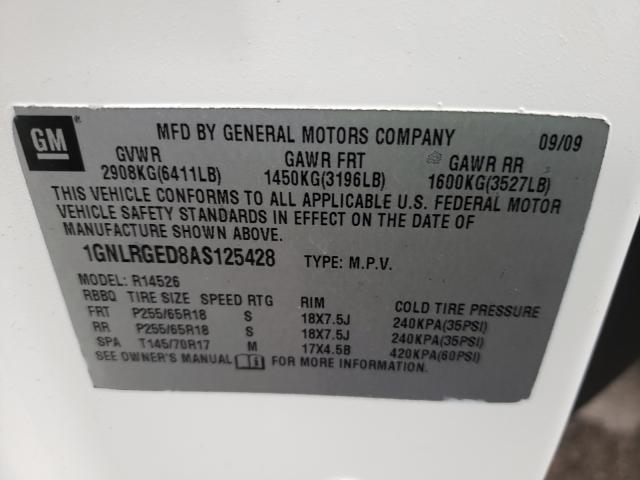 GM ®
MFD BY GENERAL MOTORS COMPANY 09/09
GVWR GAWR FRT GAWR RR
2908KG(6411LB) 1450KG(3196LB) 1600KG(3527LB)
THIS VEHICLE CONFORMS TO ALL APPLICABLE U.S. FEDERAL MOTOR
VEHICLE SAFETY STANDARDS IN EFFECT ON THE DATE OF
MANUFACTURE SHOWN ABOVE.
1GNLRGED8AS125428 TYPE: M.P.V.
MODEL: R14526
RBBQ TIRE SIZE SPEED RTG RIM COLD TIRE PRESSURE
FRT P255/65R18 S 18X7.5J 240KPA(35PSI)
RR P255/65R18 S 18X7.5J 240KPA(35PSI)
SPA T145/70R17 M 17X4.5B 420KPA(60PSI)
SEE OWNER'S MANUAL FOR MORE INFORMATION.